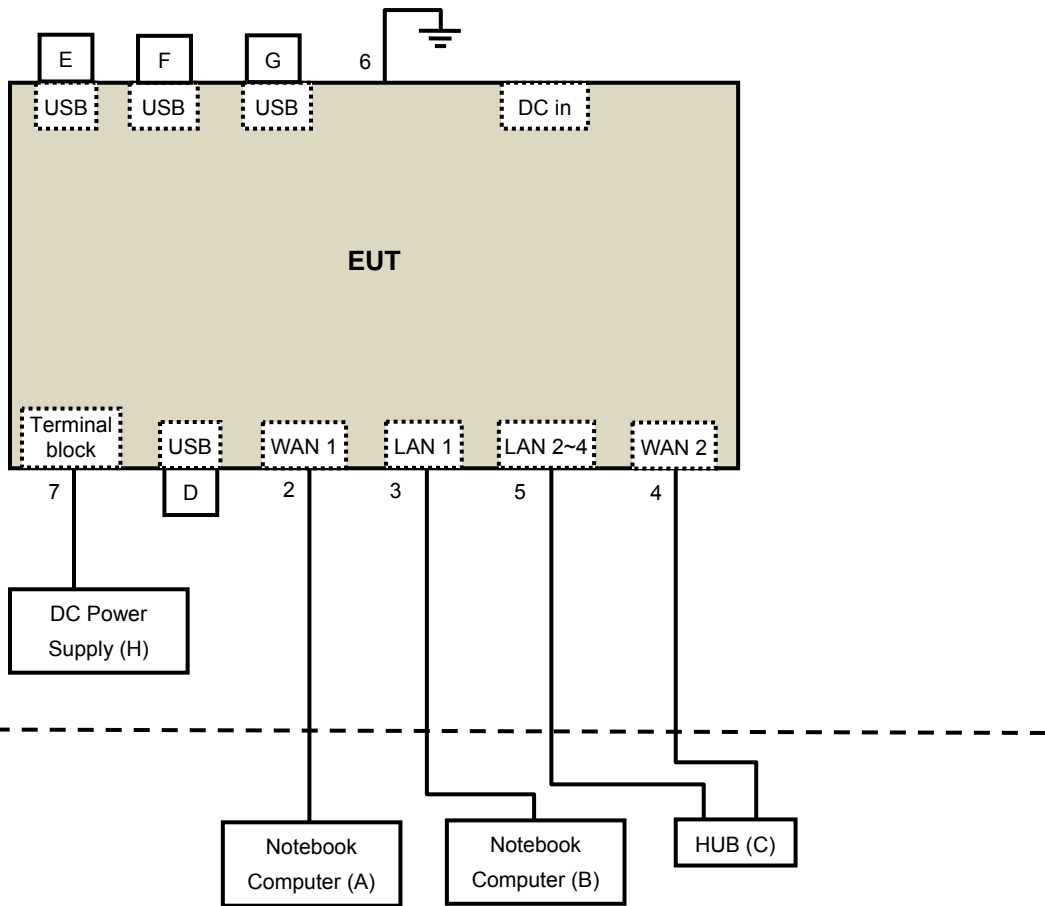 E
F
G
6
USB
USB
USB
DC in
EUT
Terminal
block
USB
WAN 1
LAN 1
LAN 2~4
WAN 2
7
D
2
3
5
4
DC Power
Supply (H)
Notebook
Computer (A)
Notebook
Computer (B)
HUB (C)